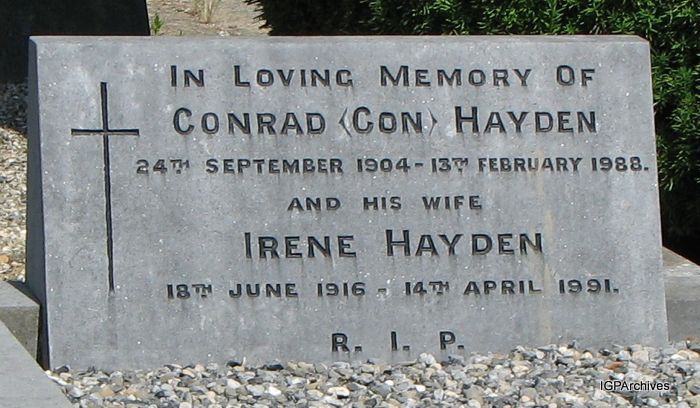 In Loving Memory Of
Conrad (Con) Hayden
24TH September 1904 - 13TH February 1988.
and his wife
Irene Hayden
18TH June 1916 - 14TH April 1991.
R. I. P.
IGPArchives